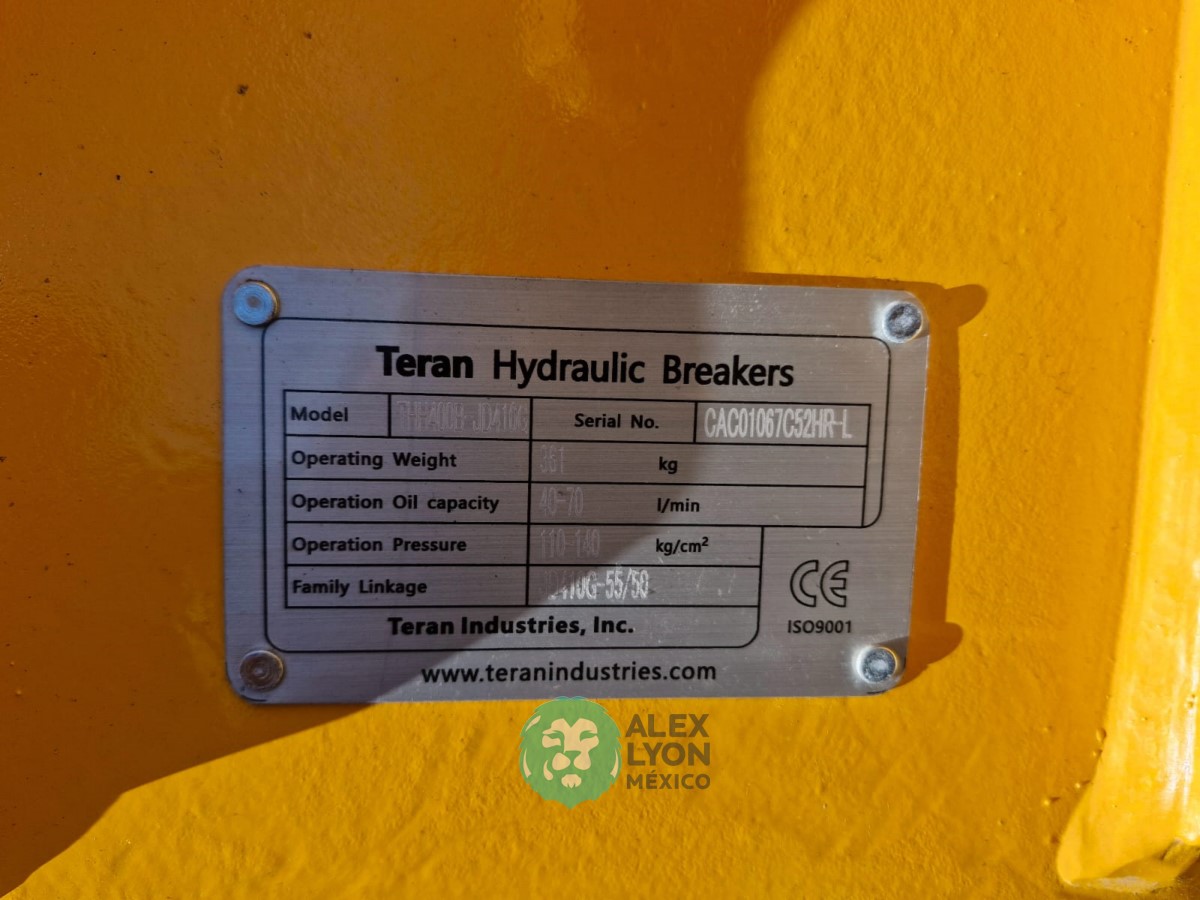 Teran Hydraulic Breakers
Model Serial No. CAC01067C52HR-L
Operating Weight 361 kg
Operation Oil capacity 40-70 l/min
Operation Pressure 110-140 kg/cm²
Family Linkage
Teran Industries, Inc.
CE
ISO9001
www.teranindustries.com
ALEX
LYON
MÉXICO